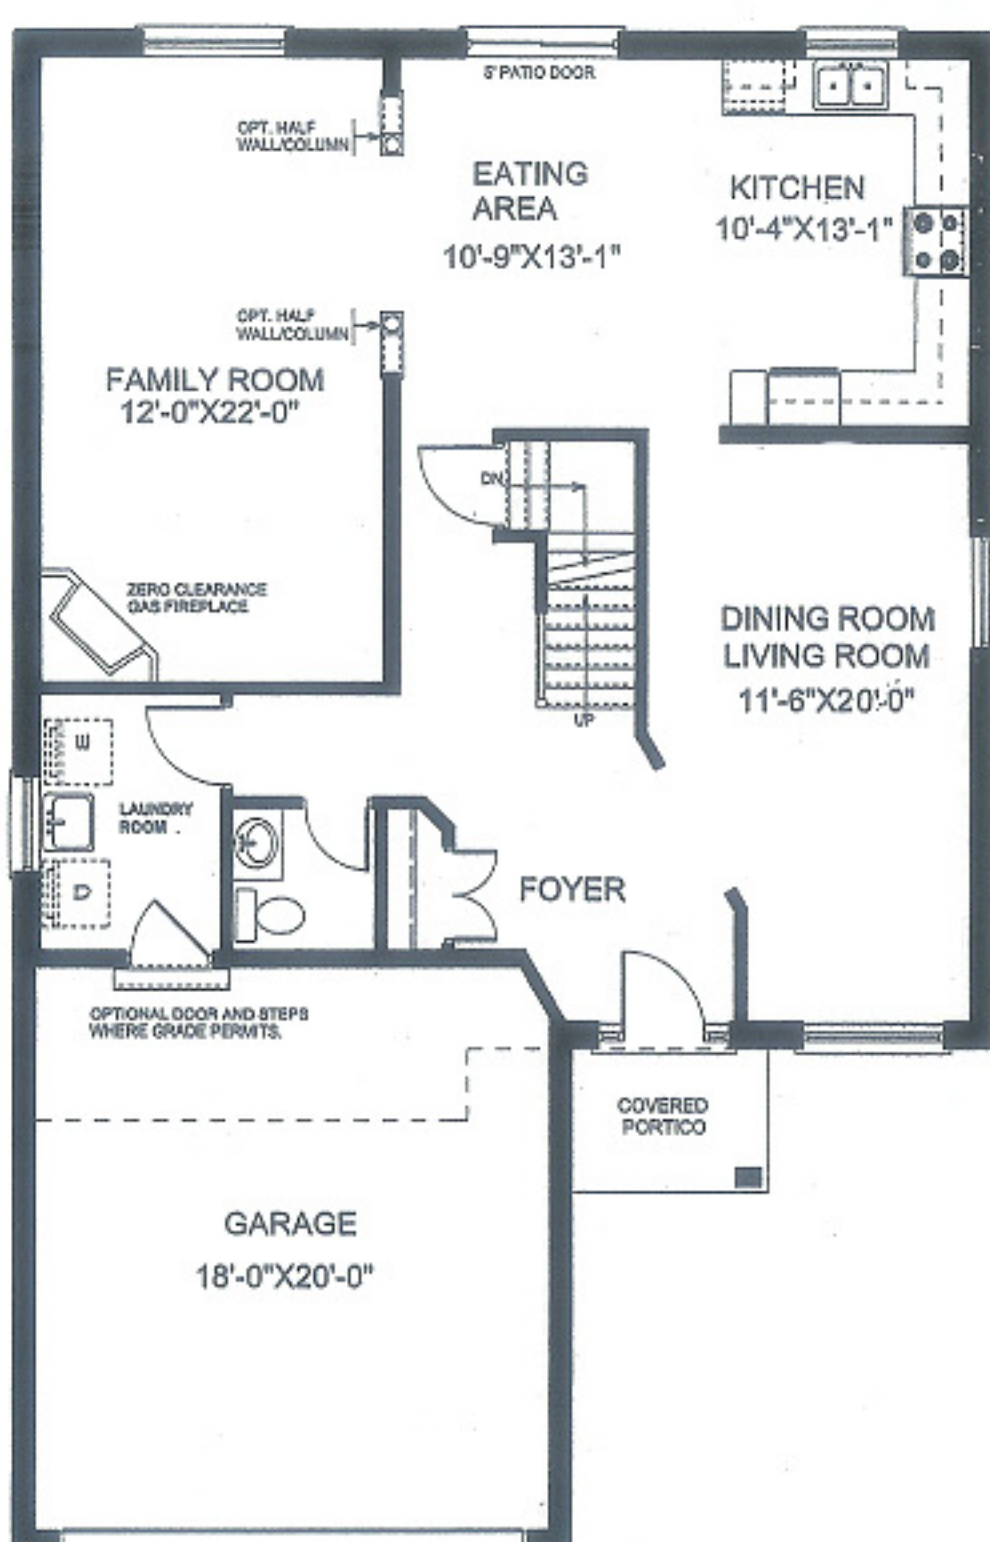 5' PATIO DOOR
OPT. HALF
WALL/COLUMN
EATING
AREA
10'-9"X13'-1"
KITCHEN
10'-4"X13'-1"
OPT. HALF
WALL/COLUMN
FAMILY ROOM
12'-0"X22'-0"
DN
ZERO CLEARANCE
GAS FIREPLACE
DINING ROOM
LIVING ROOM
11'-6"X20'-0"
UP
W
LAUNDRY
ROOM
D
FOYER
OPTIONAL DOOR AND STEPS
WHERE GRADE PERMITS.
COVERED
PORTICO
GARAGE
18'-0"X20'-0"